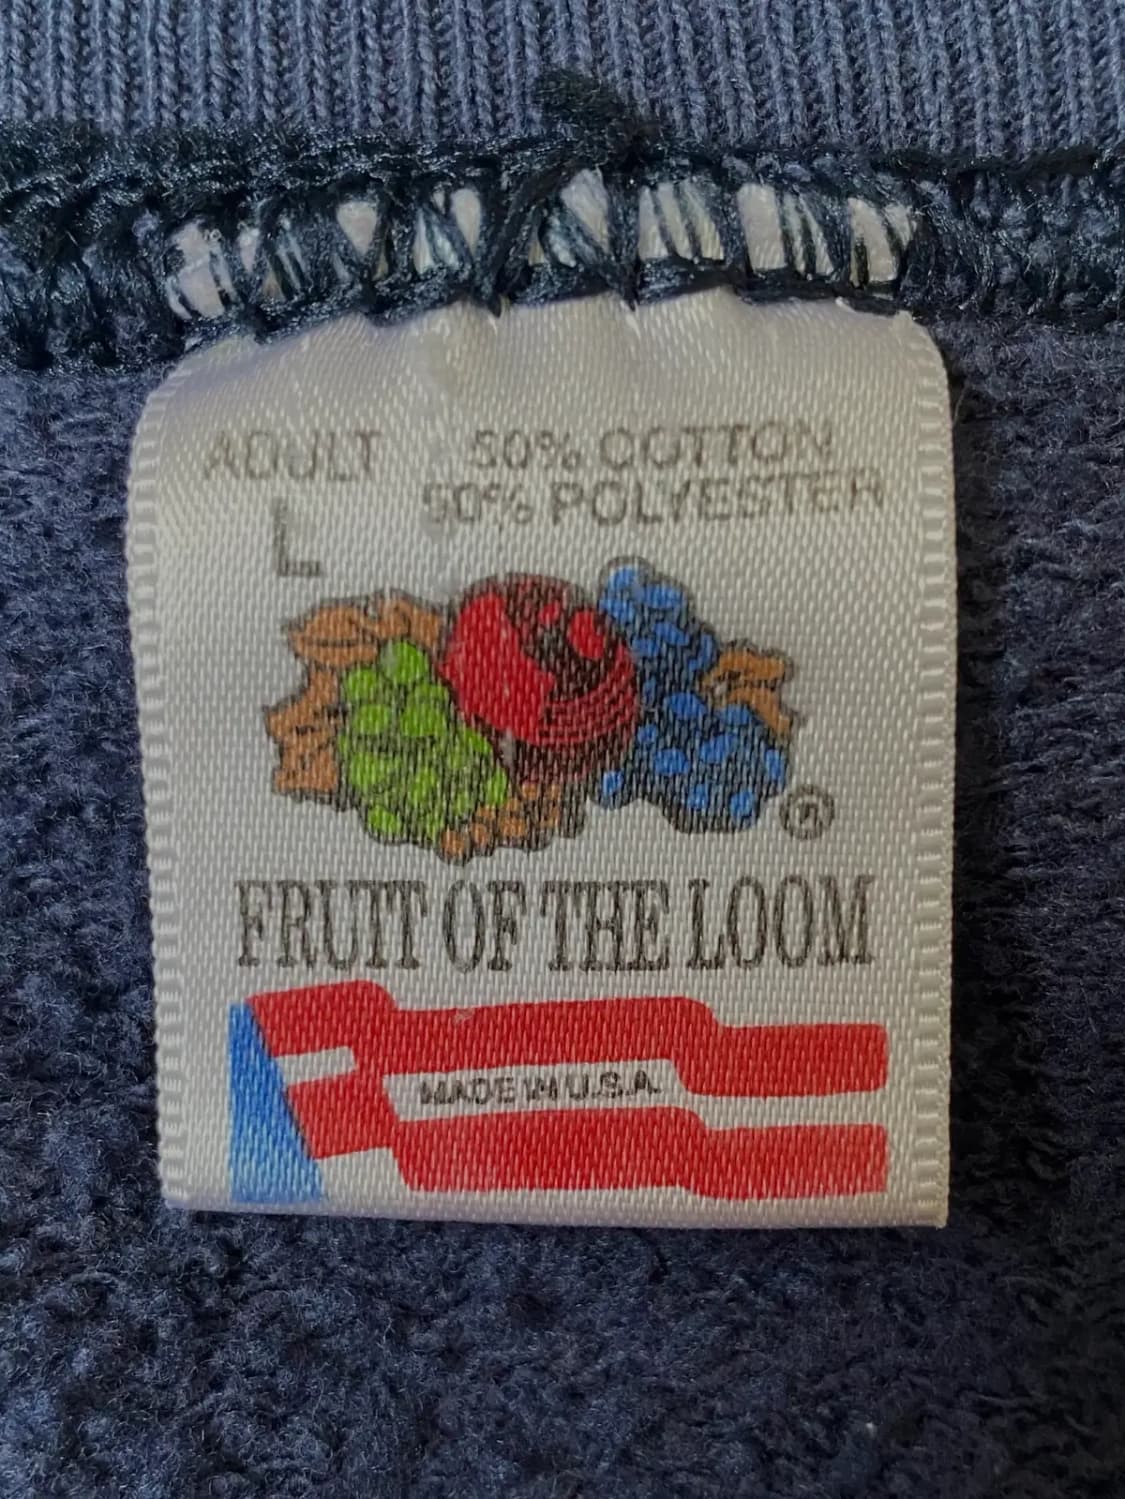 ADULT
L
50% COTTON
50% POLYESTER
®
FRUIT OF THE LOOM
MADE IN U.S.A.